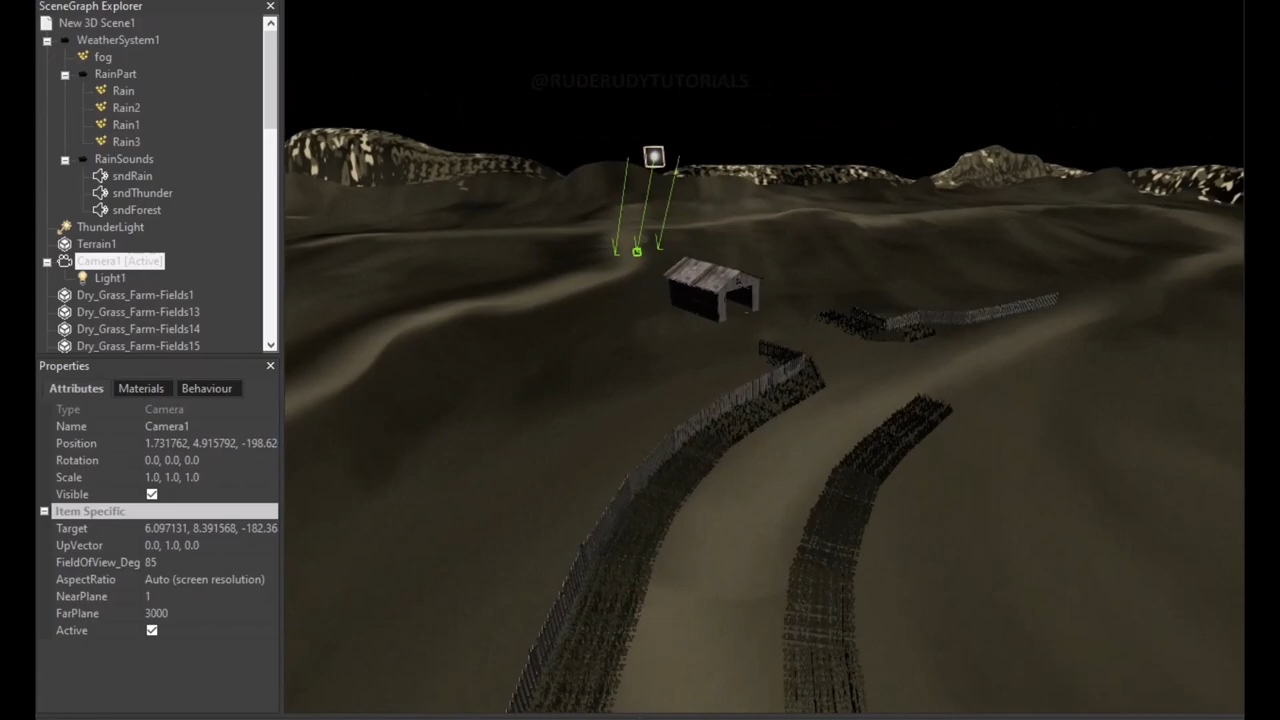 SceneGraph Explorer
New 3D Scene1
WeatherSystem1
fog
RainPart
Rain
Rain2
Rain1
Rain3
RainSounds
sndRain
sndThunder
sndForest
ThunderLight
Terrain1
Camera1 [Active]
Light1
Dry_Grass_Farm-Fields1
Dry_Grass_Farm-Fields13
Dry_Grass_Farm-Fields14
Dry_Grass_Farm-Fields15
Properties
Attributes Materials Behaviour
Type Camera
Name Camera1
Position 1.731762, 4.915792, -198.62
Rotation 0.0, 0.0, 0.0
Scale 1.0, 1.0, 1.0
Visible
Item Specific
Target 6.097131, 8.391568, -182.36
UpVector 0.0, 1.0, 0.0
FieldOfView_Deg 85
AspectRatio Auto (screen resolution)
NearPlane 1
FarPlane 3000
Active
@RUDERUDYTUTORIALS